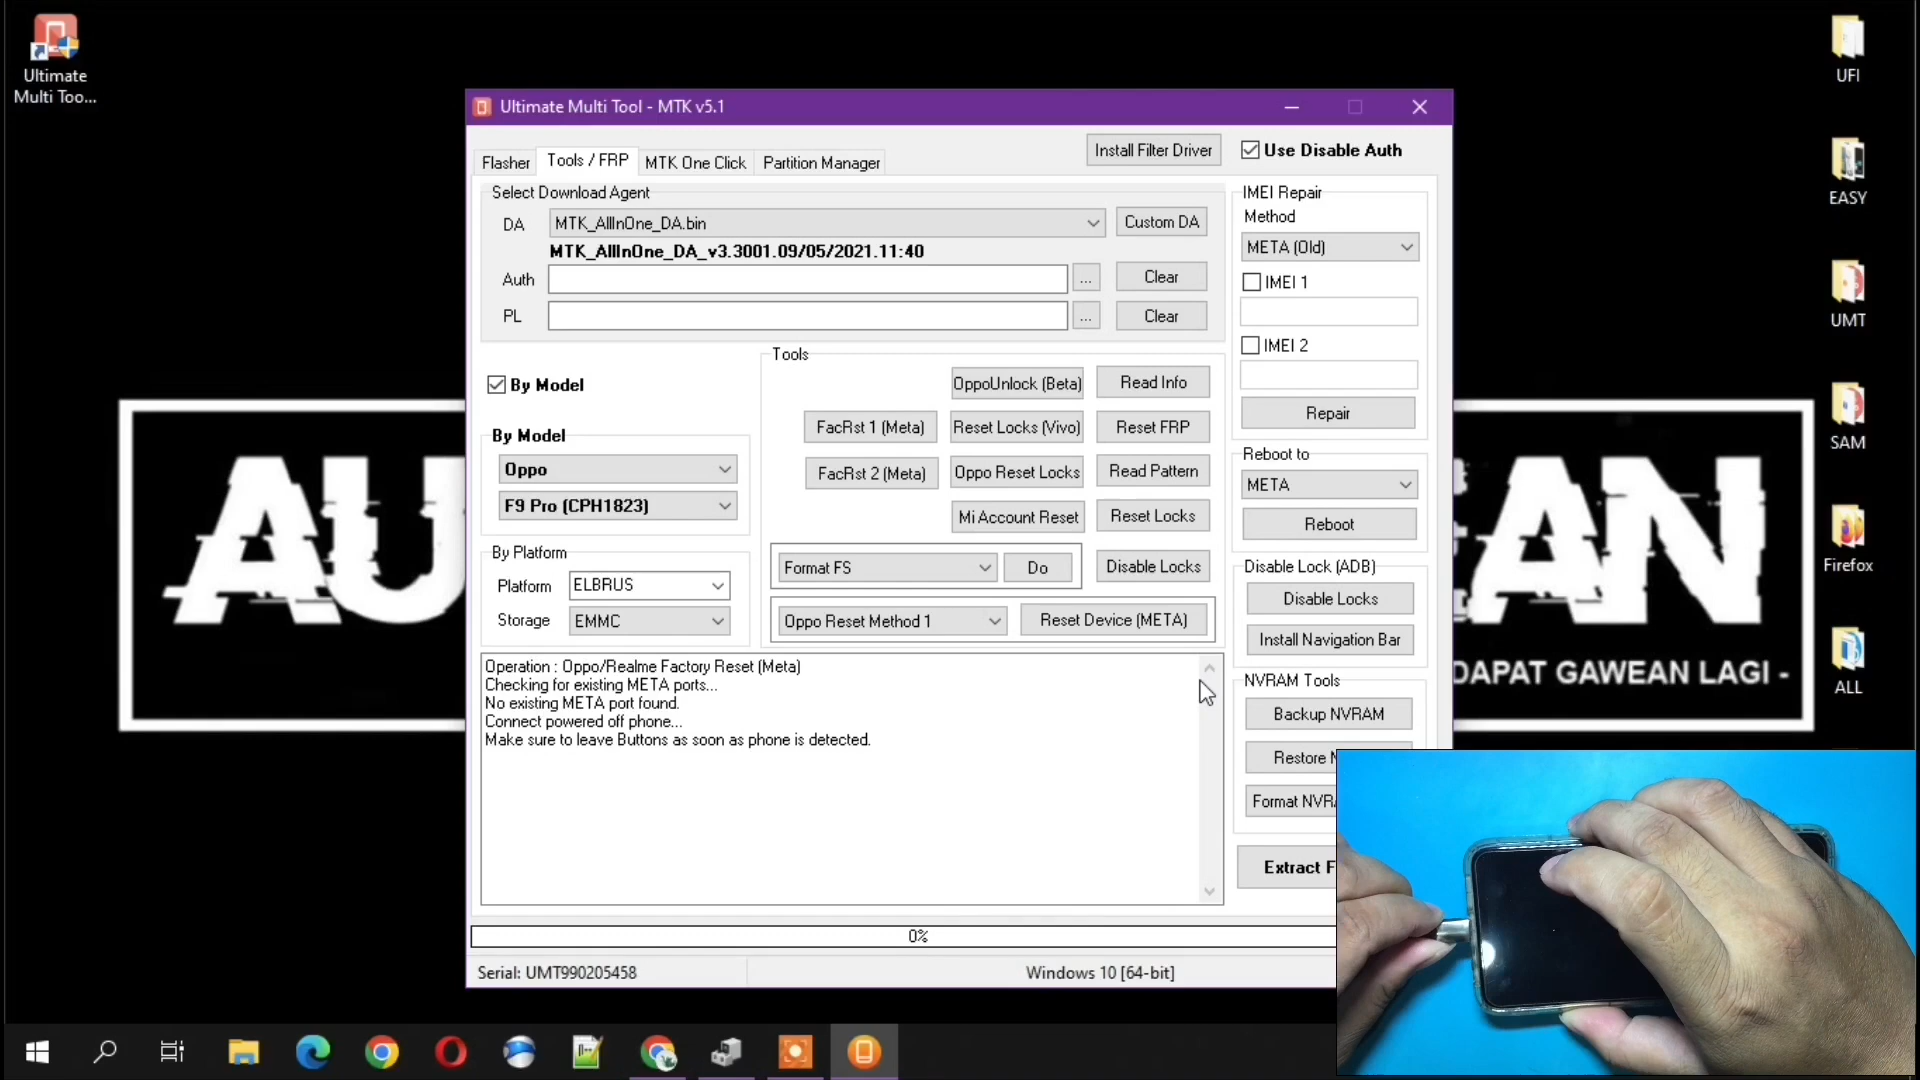 Ultimate
Multi Too...
Ultimate Multi Tool - MTK v5.1
Flasher
Tools / FRP
MTK One Click
Partition Manager
Install Filter Driver
Use Disable Auth
Select Download Agent
DA
MTK_AllInOne_DA.bin
Custom DA
MTK_AllInOne_DA_v3.3001.09/05/2021.11:40
Auth
...
Clear
PL
...
Clear
By Model
By Model
Oppo
F9 Pro (CPH1823)
By Platform
Platform
ELBRUS
Storage
EMMC
Tools
OppoUnlock (Beta)
Read Info
FacRst 1 (Meta)
Reset Locks (Vivo)
Reset FRP
FacRst 2 (Meta)
Oppo Reset Locks
Read Pattern
Mi Account Reset
Reset Locks
Format FS
Do
Disable Locks
Oppo Reset Method 1
Reset Device (META)
IMEI Repair
Method
META (Old)
IMEI 1
IMEI 2
Repair
Reboot to
META
Reboot
Disable Lock (ADB)
Disable Locks
Install Navigation Bar
NVRAM Tools
Backup NVRAM
Restore N
Format NVRA
Extract F
Operation : Oppo/Realme Factory Reset (Meta)
Checking for existing META ports...
No existing META port found.
Connect powered off phone...
Make sure to leave Buttons as soon as phone is detected.
0%
Serial: UMT990205458
Windows 10 [64-bit]
AU
EAN
DAPAT GAWEAN LAGI -
UFI
EASY
UMT
SAM
Firefox
ALL